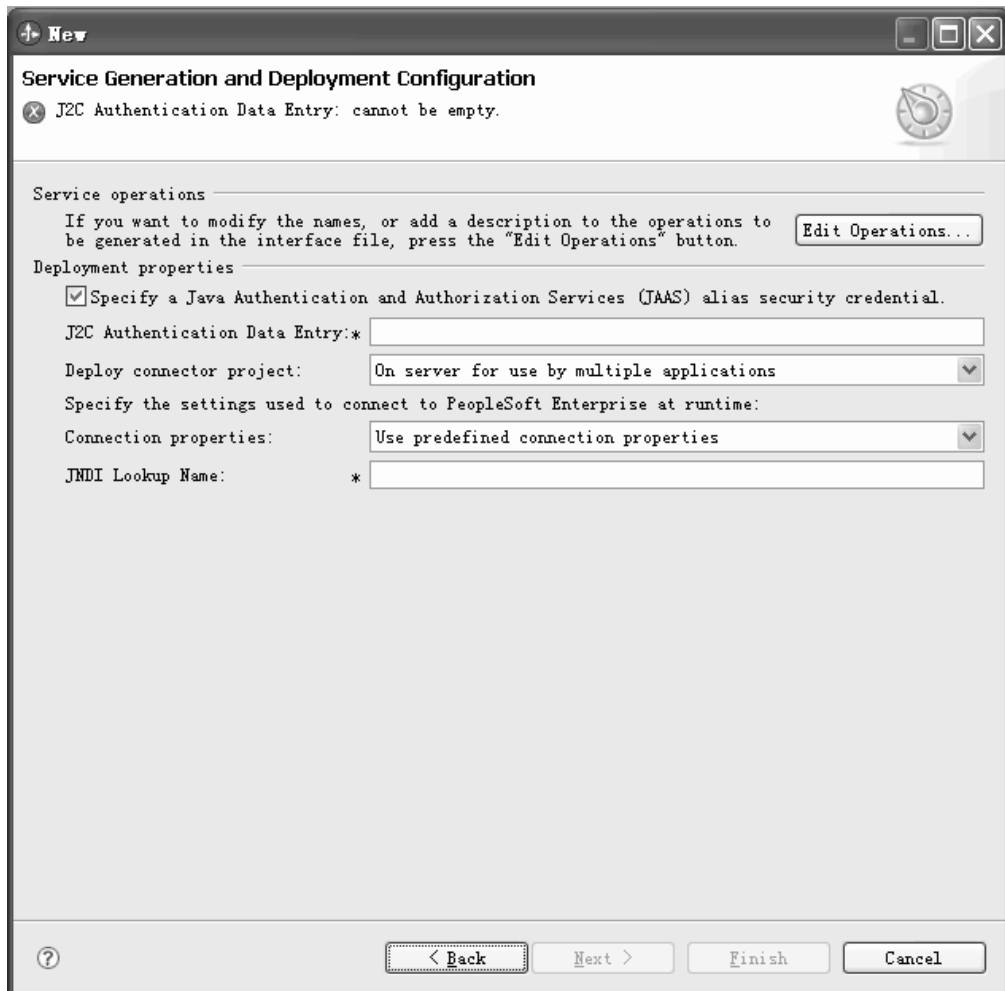 New
Service Generation and Deployment Configuration
J2C Authentication Data Entry: cannot be empty.
Service operations
If you want to modify the names, or add a description to the operations to
be generated in the interface file, press the "Edit Operations" button.
Edit Operations...
Deployment properties
Specify a Java Authentication and Authorization Services (JAAS) alias security credential.
J2C Authentication Data Entry:*
Deploy connector project: On server for use by multiple applications
Specify the settings used to connect to PeopleSoft Enterprise at runtime:
Connection properties: Use predefined connection properties
JNDI Lookup Name: *
? < Back Next > Finish Cancel